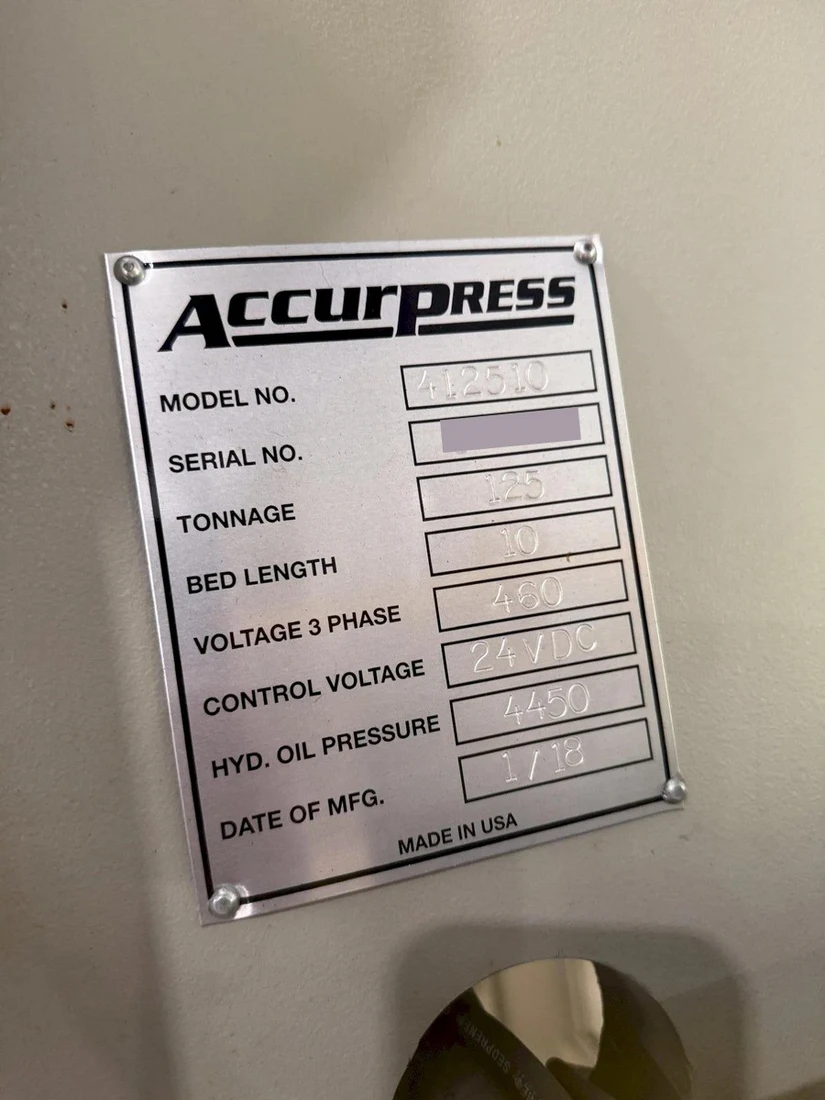 ACCURPRESS
MODEL NO. 412510
SERIAL NO.
TONNAGE 125
BED LENGTH 10
VOLTAGE 3 PHASE 460
CONTROL VOLTAGE 24VDC
HYD. OIL PRESSURE 4450
DATE OF MFG. 1/18
MADE IN USA